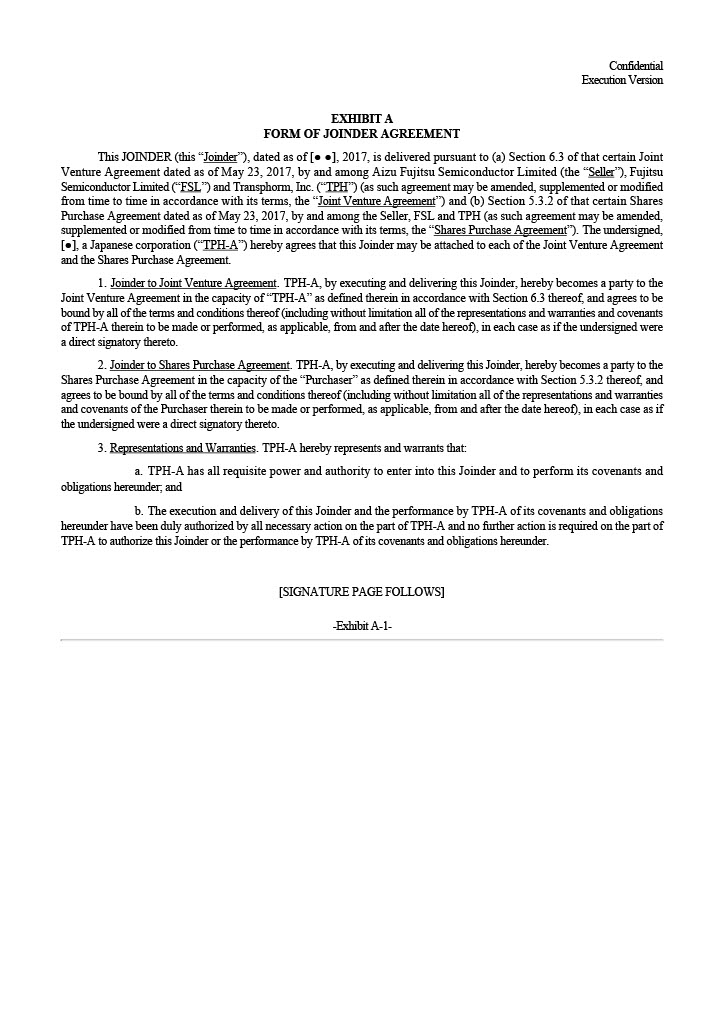 Confidential
Execution Version
EXHIBIT A
FORM OF JOINDER AGREEMENT
This JOINDER (this “Joinder”), dated as of [● ●], 2017, is delivered pursuant to (a) Section 6.3 of that certain Joint
Venture Agreement dated as of May 23, 2017, by and among Aizu Fujitsu Semiconductor Limited (the “Seller”), Fujitsu
Semiconductor Limited (“FSL”) and Transphorm, Inc. (“TPH”) (as such agreement may be amended, supplemented or modified
from time to time in accordance with its terms, the “Joint Venture Agreement”) and (b) Section 5.3.2 of that certain Shares
Purchase Agreement dated as of May 23, 2017, by and among the Seller, FSL and TPH (as such agreement may be amended,
supplemented or modified from time to time in accordance with its terms, the “Shares Purchase Agreement”). The undersigned,
[●], a Japanese corporation (“TPH-A”) hereby agrees that this Joinder may be attached to each of the Joint Venture Agreement
and the Shares Purchase Agreement.
1. Joinder to Joint Venture Agreement. TPH-A, by executing and delivering this Joinder, hereby becomes a party to the
Joint Venture Agreement in the capacity of “TPH-A” as defined therein in accordance with Section 6.3 thereof, and agrees to be
bound by all of the terms and conditions thereof (including without limitation all of the representations and warranties and covenants
of TPH-A therein to be made or performed, as applicable, from and after the date hereof), in each case as if the undersigned were
a direct signatory thereto.
2. Joinder to Shares Purchase Agreement. TPH-A, by executing and delivering this Joinder, hereby becomes a party to the
Shares Purchase Agreement in the capacity of the “Purchaser” as defined therein in accordance with Section 5.3.2 thereof, and
agrees to be bound by all of the terms and conditions thereof (including without limitation all of the representations and warranties
and covenants of the Purchaser therein to be made or performed, as applicable, from and after the date hereof), in each case as if
the undersigned were a direct signatory thereto.
3. Representations and Warranties. TPH-A hereby represents and warrants that:
a. TPH-A has all requisite power and authority to enter into this Joinder and to perform its covenants and
obligations hereunder; and
b. The execution and delivery of this Joinder and the performance by TPH-A of its covenants and obligations
hereunder have been duly authorized by all necessary action on the part of TPH-A and no further action is required on the part of
TPH-A to authorize this Joinder or the performance by TPH-A of its covenants and obligations hereunder.
[SIGNATURE PAGE FOLLOWS]
-Exhibit A-1-